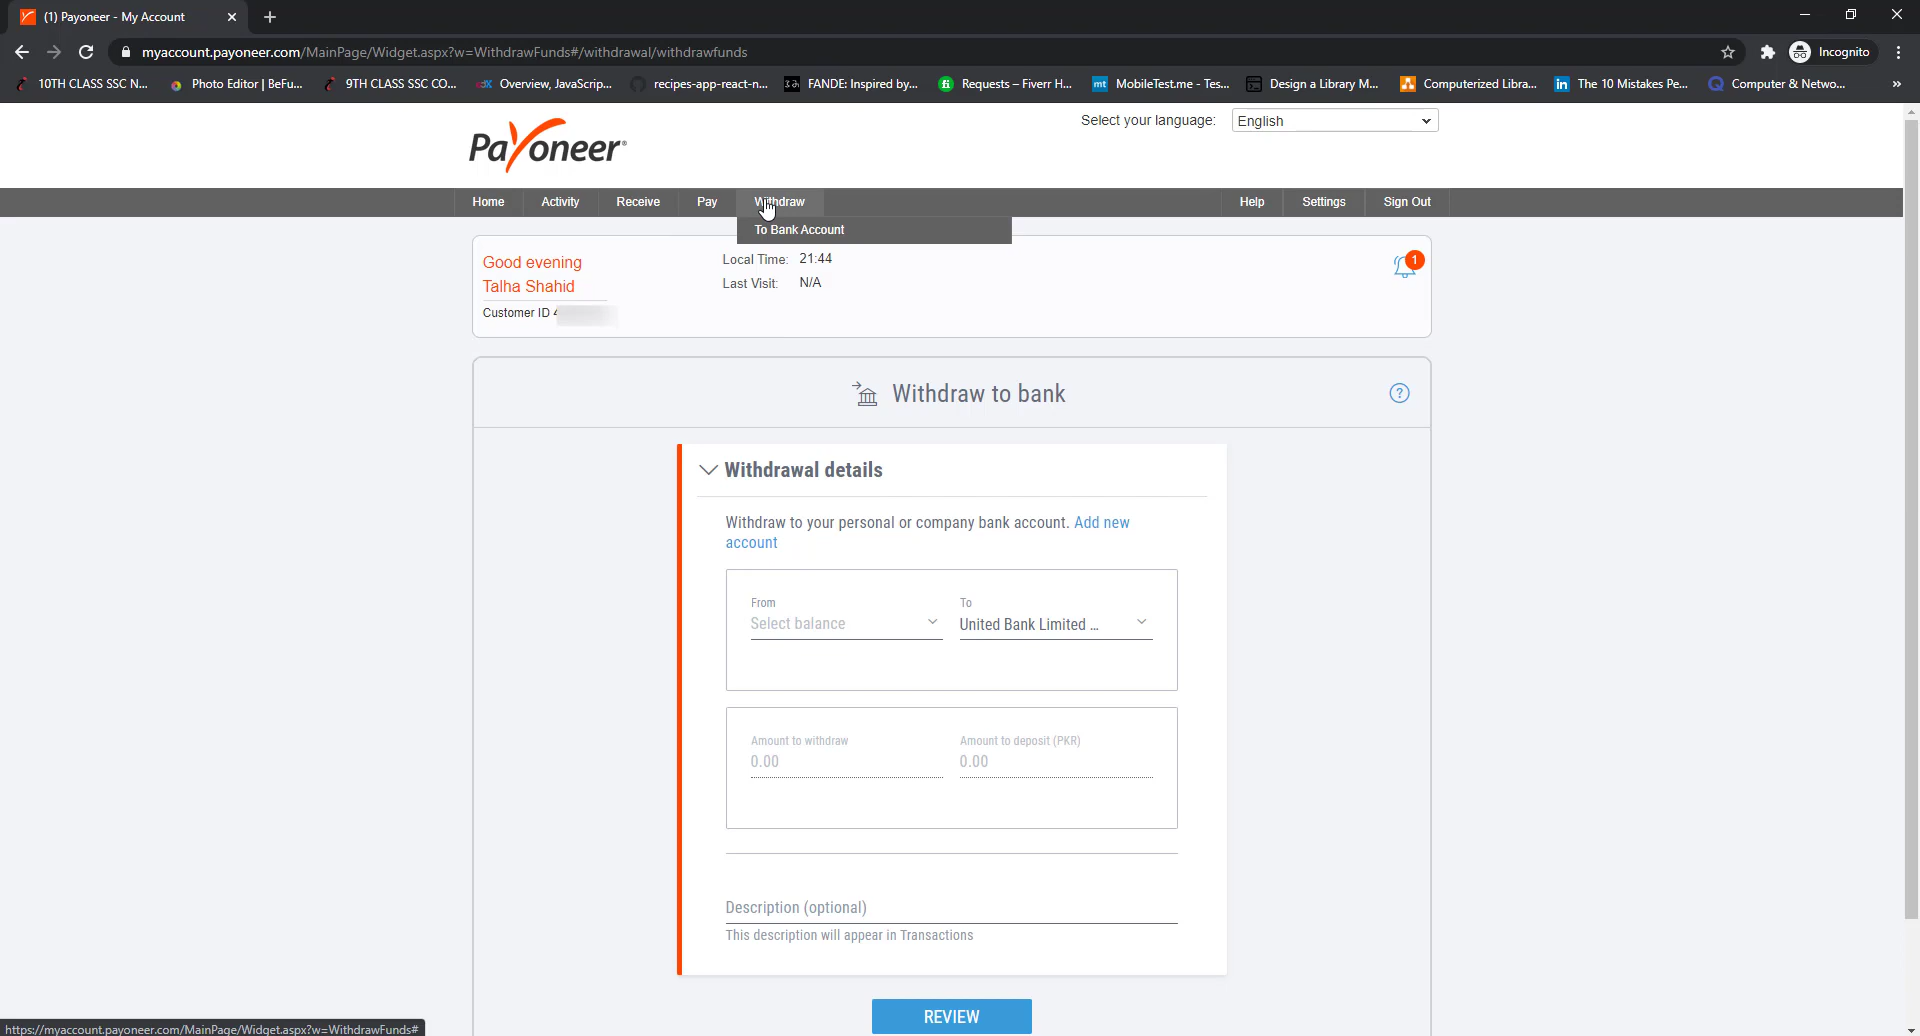 (1) Payoneer - My Account
myaccount.payoneer.com/MainPage/Widget.aspx?w=WithdrawFunds#/withdrawal/withdrawfunds
Incognito
10TH CLASS SSC N...
Photo Editor | BeFu...
9TH CLASS SSC CO...
edX
Overview, JavaScrip...
recipes-app-react-n...
FANDE: Inspired by...
fi
Requests – Fiverr H...
mt
MobileTest.me - Tes...
Design a Library M...
Computerized Libra...
in
The 10 Mistakes Pe...
Computer & Netwo...
»
Payoneer
Select your language:
English
Home
Activity
Receive
Pay
Withdraw
Help
Settings
Sign Out
To Bank Account
Good evening
Talha Shahid
Customer ID
Local Time: 21:44
Last Visit: N/A
1
Withdraw to bank
?
Withdrawal details
Withdraw to your personal or company bank account. Add new
account
From
Select balance
To
United Bank Limited ...
Amount to withdraw
0.00
Amount to deposit (PKR)
0.00
Description (optional)
This description will appear in Transactions
REVIEW
https://myaccount.payoneer.com/MainPage/Widget.aspx?w=WithdrawFunds#